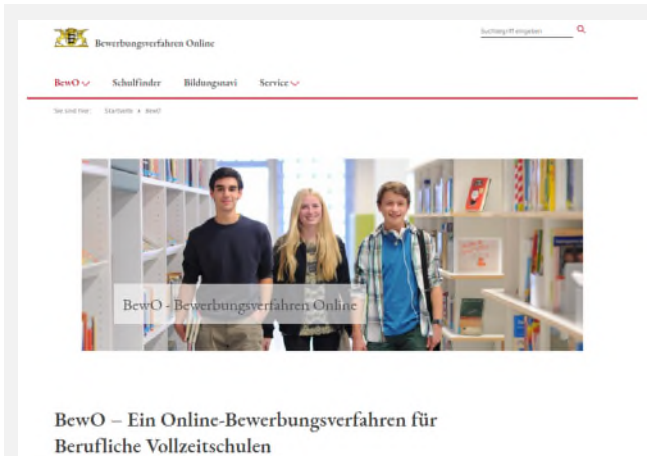 Bewerbungsverfahren Online
Suchbegriff eingeben
BewO Schulfinder Bildungsnavi Service
Sie sind hier: Startseite BewO
BewO - Bewerbungsverfahren Online
BewO – Ein Online-Bewerbungsverfahren für
Berufliche Vollzeitschulen